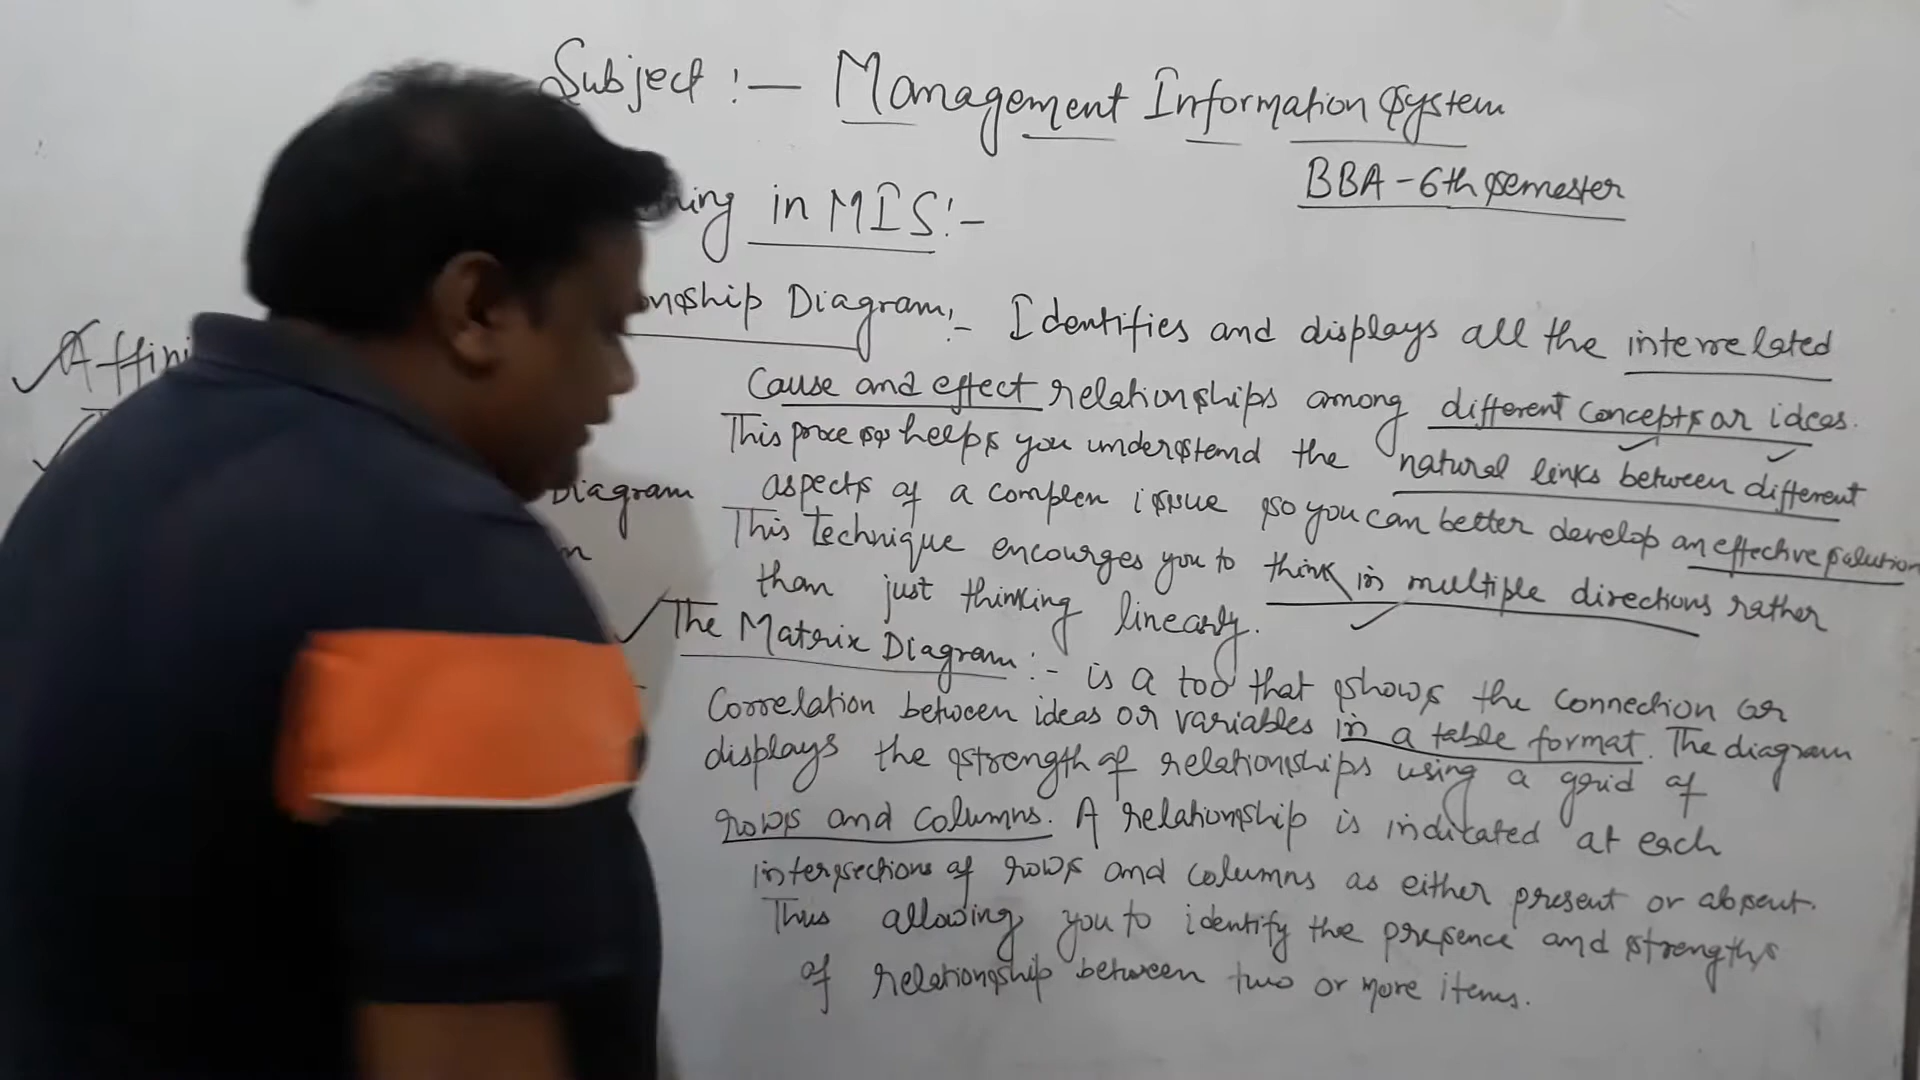 Subject :- Management Information System
BBA - 6th Semester
in MIS :-
Diagram :- Identifies and displays all the interrelated
Cause and effect relationships among different concepts or ideas.
This process helps you understand the natural links between different
aspects of a complex issue so you can better develop an effective solution
This technique encourges you to think in multiple directions rather
than just thinking linearly.
Diagram
The Matrix Diagram :- is a tool that shows the connection or
Correlation between ideas or variables in a table format. The diagram
displays the strength of relationships using a grid of
rows and columns. A relationship is indicated at each
intersections of rows and columns as either present or absent.
Thus allowing you to identify the presence and strengths
of relationship between two or more items.